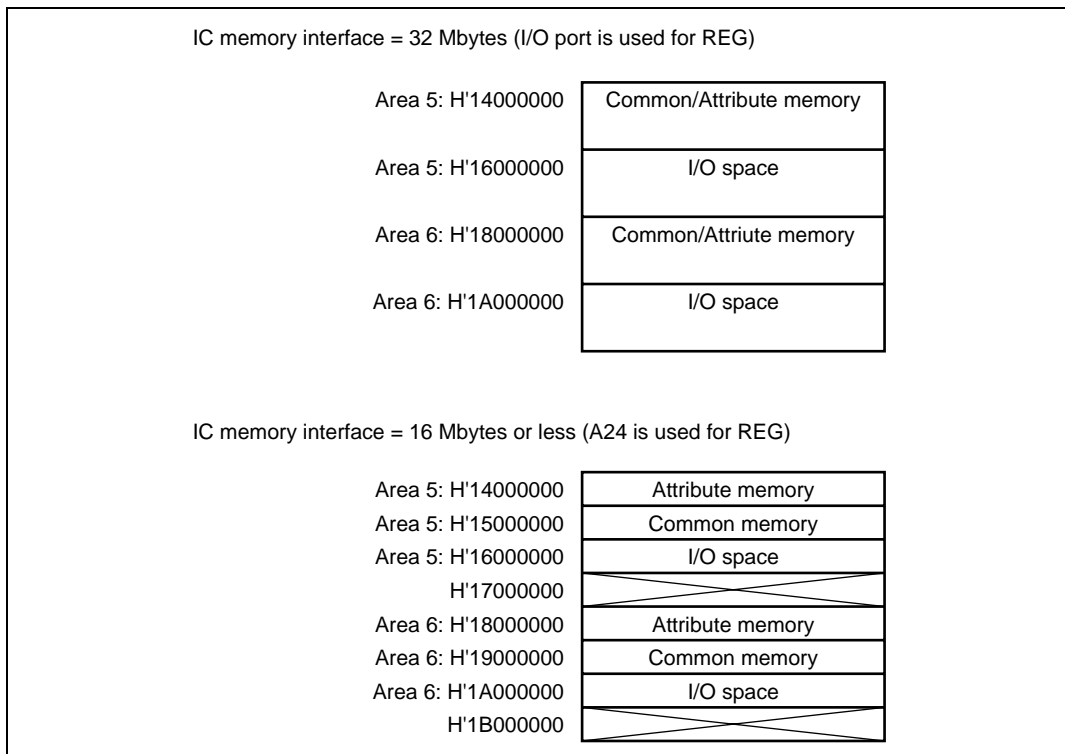 IC memory interface = 32 Mbytes (I/O port is used for REG)
Area 5: H'14000000 Common/Attribute memory
Area 5: H'16000000 I/O space
Area 6: H'18000000 Common/Attriute memory
Area 6: H'1A000000 I/O space
IC memory interface = 16 Mbytes or less (A24 is used for REG)
Area 5: H'14000000 Attribute memory
Area 5: H'15000000 Common memory
Area 5: H'16000000 I/O space
H'17000000
Area 6: H'18000000 Attribute memory
Area 6: H'19000000 Common memory
Area 6: H'1A000000 I/O space
H'1B000000